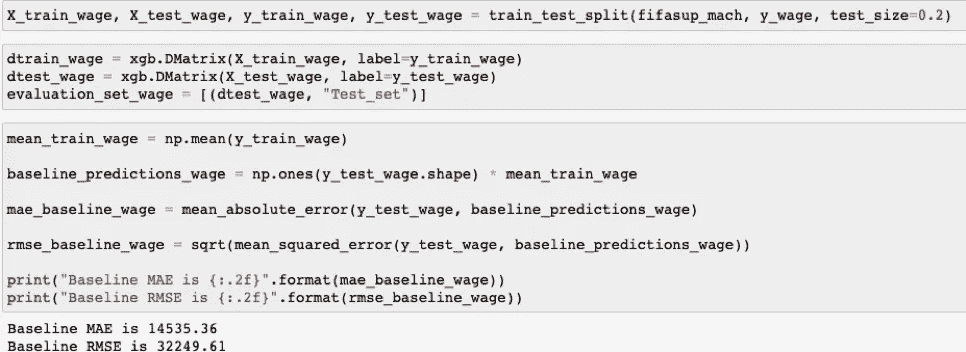 X_train_wage, X_test_wage, y_train_wage, y_test_wage = train_test_split(fifasup_mach, y_wage, test_size=0.2)
dtrain_wage = xgb.DMatrix(X_train_wage, label=y_train_wage)
dtest_wage = xgb.DMatrix(X_test_wage, label=y_test_wage)
evaluation_set_wage = [(dtest_wage, "Test_set")]
mean_train_wage = np.mean(y_train_wage)
baseline_predictions_wage = np.ones(y_test_wage.shape) * mean_train_wage
mae_baseline_wage = mean_absolute_error(y_test_wage, baseline_predictions_wage)
rmse_baseline_wage = sqrt(mean_squared_error(y_test_wage, baseline_predictions_wage))
print("Baseline MAE is {:.2f}".format(mae_baseline_wage))
print("Baseline RMSE is {:.2f}".format(rmse_baseline_wage))
Baseline MAE is 14535.36
Baseline RMSE is 32249.61